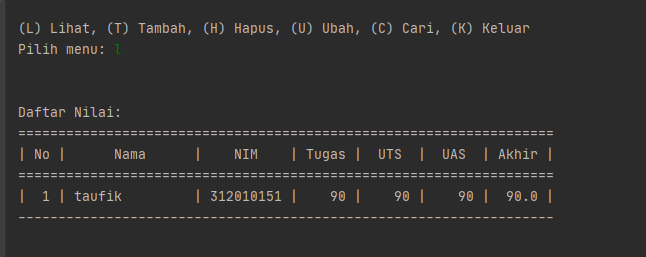 (L) Lihat, (T) Tambah, (H) Hapus, (U) Ubah, (C) Cari, (K) Keluar
Pilih menu: l
Daftar Nilai:
===================================================================
| No |      Nama      |    NIM    | Tugas |  UTS  |  UAS  | Akhir |
===================================================================
|  1 | taufik         | 312010151 |    90 |    90 |    90 |  90.0 |
-------------------------------------------------------------------